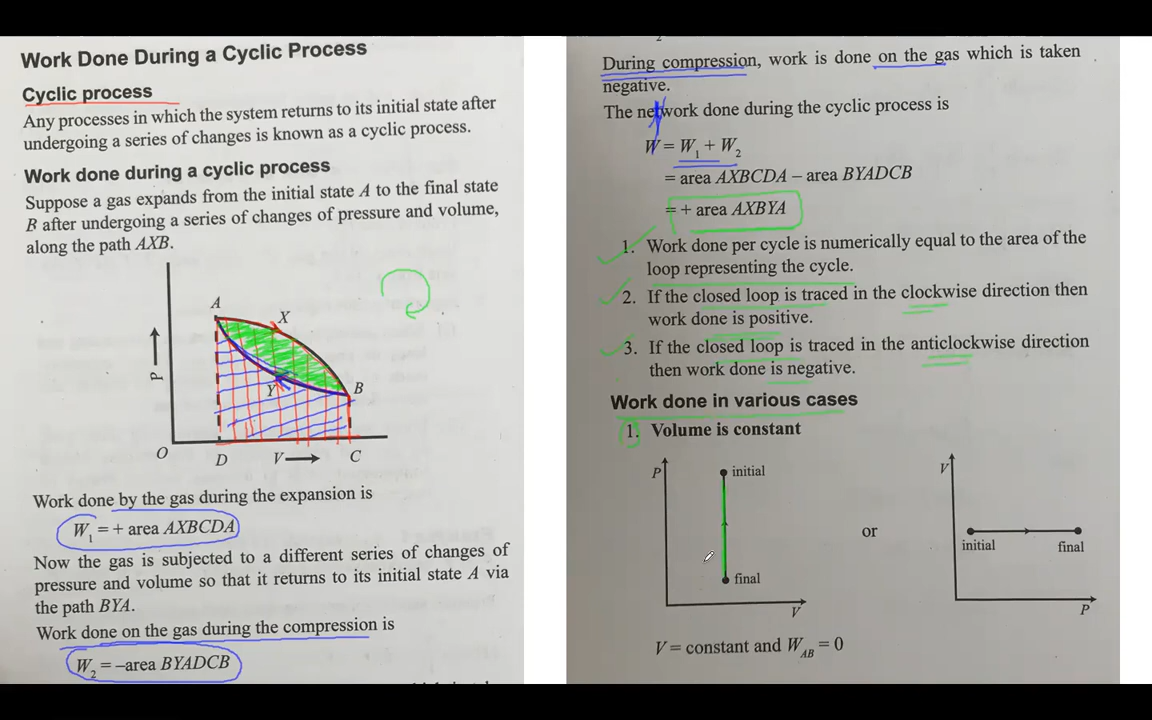 Work Done During a Cyclic Process
Cyclic process
Any processes in which the system returns to its initial state after
undergoing a series of changes is known as a cyclic process.
Work done during a cyclic process
Suppose a gas expands from the initial state A to the final state
B after undergoing a series of changes of pressure and volume,
along the path AXB.
A
X
P
Y
B
O
D
V
C
Work done by the gas during the expansion is
W₁ = + area AXBCDA
Now the gas is subjected to a different series of changes of
pressure and volume so that it returns to its initial state A via
the path BYA.
Work done on the gas during the compression is
W₂ = –area BYADCB
During compression, work is done on the gas which is taken
negative.
The net work done during the cyclic process is
W = W₁ + W₂
= area AXBCDA – area BYADCB
= + area AXBYA
1. Work done per cycle is numerically equal to the area of the
loop representing the cycle.
2. If the closed loop is traced in the clockwise direction then
work done is positive.
3. If the closed loop is traced in the anticlockwise direction
then work done is negative.
Work done in various cases
1. Volume is constant
P
initial
final
V
or
V
initial
final
P
V = constant and W_AB = 0